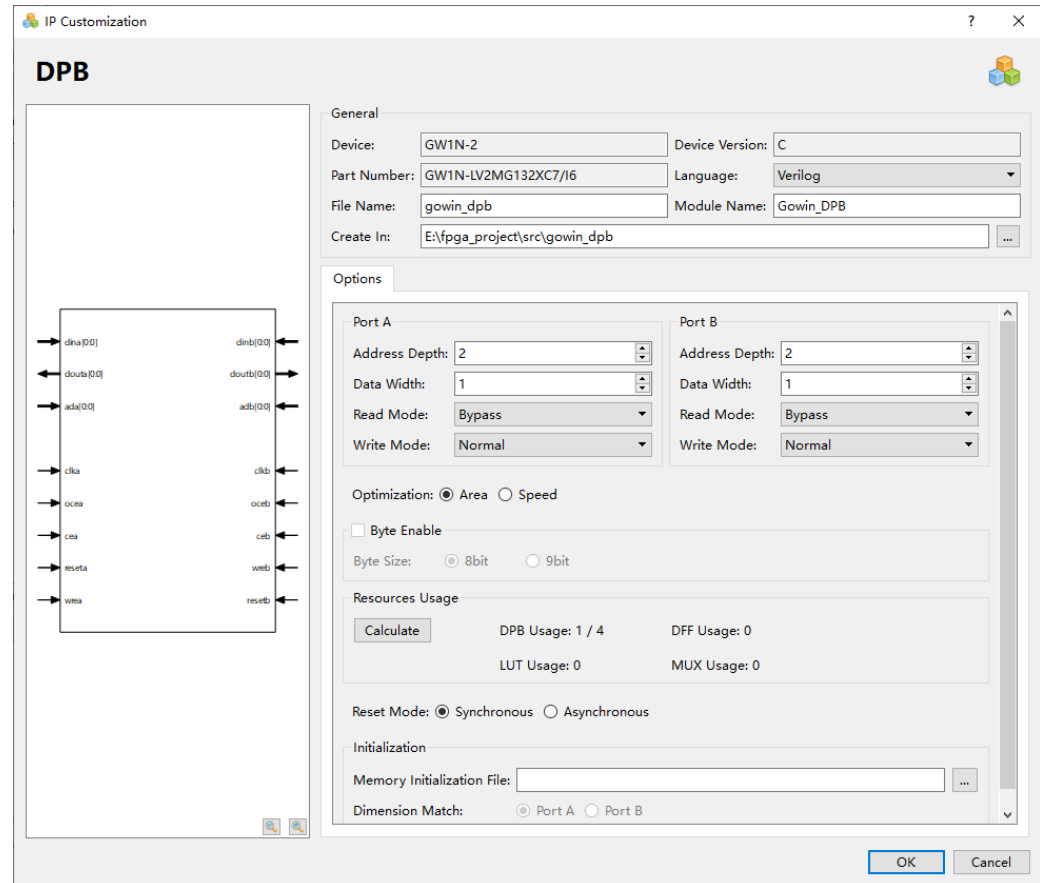 IP Customization
?
DPB
General
Device: GW1N-2 Device Version: C
Part Number: GW1N-LV2MG132XC7/I6 Language: Verilog
File Name: gowin_dpb Module Name: Gowin_DPB
Create In: E:\fpga_project\src\gowin_dpb ...
Options
Port A
Address Depth: 2
Data Width: 1
Read Mode: Bypass
Write Mode: Normal
Port B
Address Depth: 2
Data Width: 1
Read Mode: Bypass
Write Mode: Normal
Optimization: Area Speed
Byte Enable
Byte Size: 8bit 9bit
Resources Usage
Calculate DPB Usage: 1 / 4 DFF Usage: 0
LUT Usage: 0 MUX Usage: 0
Reset Mode: Synchronous Asynchronous
Initialization
Memory Initialization File: ...
Dimension Match: Port A Port B
dina[0:0] dinb[0:0]
douta[0:0] doutb[0:0]
ada[0:0] adb[0:0]
clka clkb
ocea oceb
cea ceb
reseta wreb
wrea resetb
OK Cancel